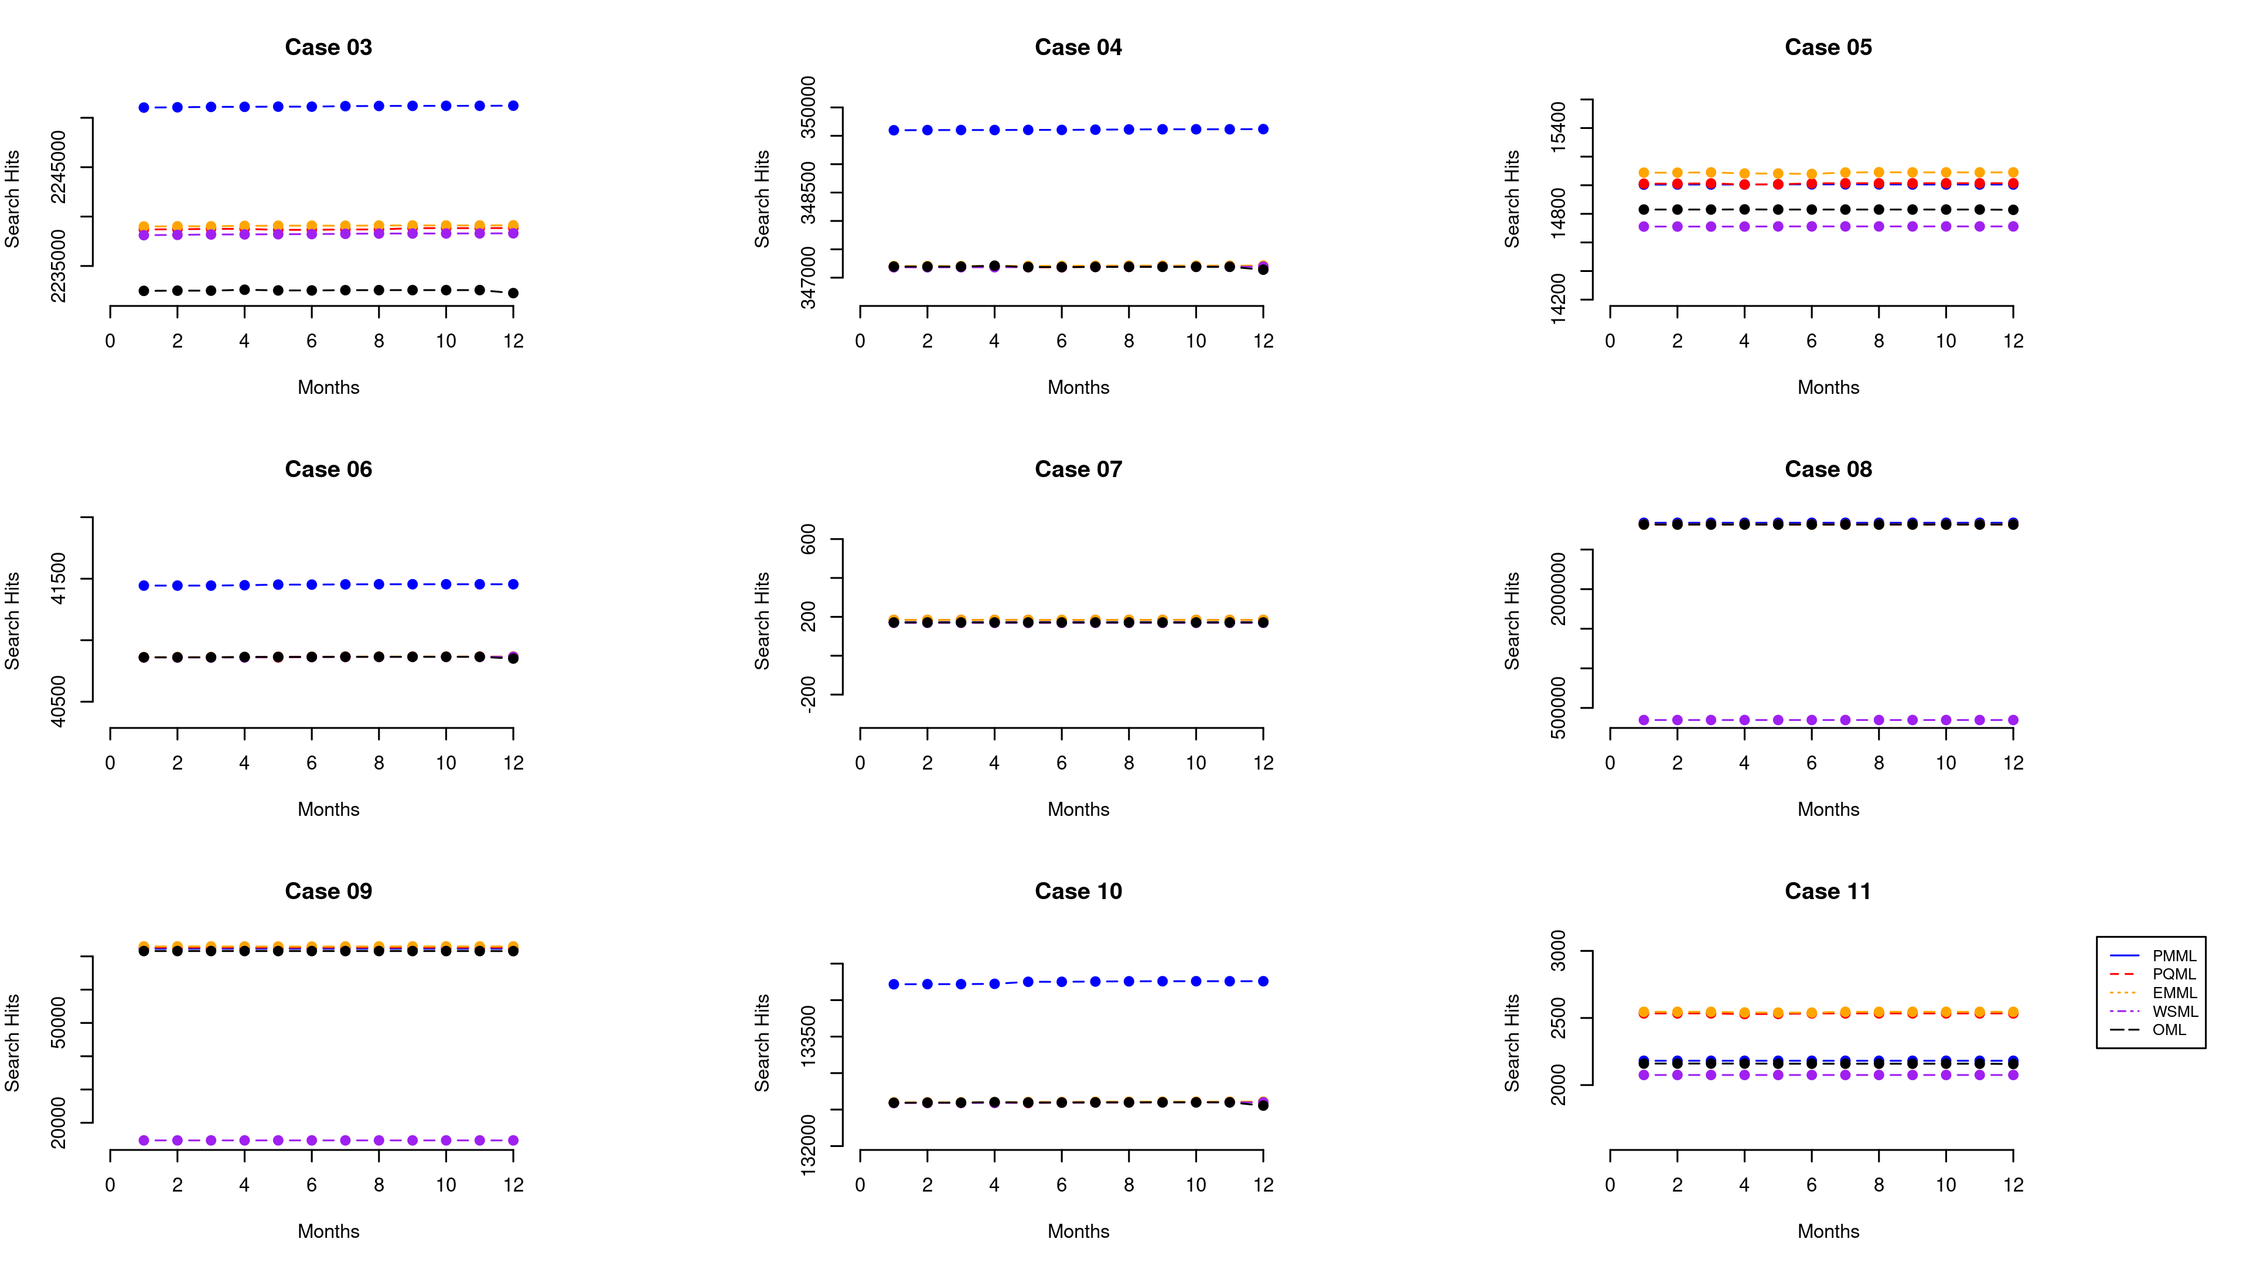 Case 03
Search Hits
2235000
2245000
0 2 4 6 8 10 12
Months
Case 04
Search Hits
347000
348500
350000
0 2 4 6 8 10 12
Months
Case 05
Search Hits
14200
14800
15400
0 2 4 6 8 10 12
Months
Case 06
Search Hits
40500
41500
0 2 4 6 8 10 12
Months
Case 07
Search Hits
-200
200
600
0 2 4 6 8 10 12
Months
Case 08
Search Hits
500000
2000000
0 2 4 6 8 10 12
Months
Case 09
Search Hits
20000
50000
0 2 4 6 8 10 12
Months
Case 10
Search Hits
132000
133500
0 2 4 6 8 10 12
Months
Case 11
Search Hits
2000
2500
3000
0 2 4 6 8 10 12
Months
PMML
PQML
EMML
WSML
OML